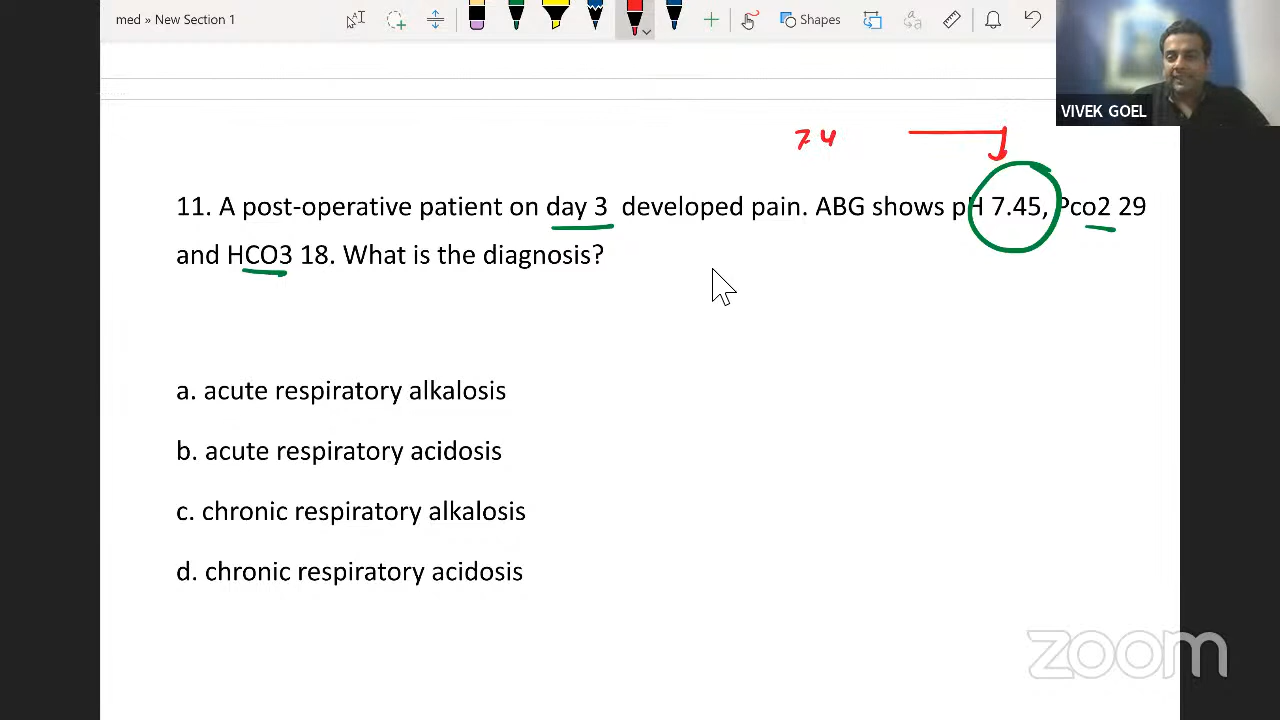 med » New Section 1
Shapes
VIVEK GOEL
7.4
11. A post-operative patient on day 3 developed pain. ABG shows pH 7.45, Pco2 29
and HCO3 18. What is the diagnosis?
a. acute respiratory alkalosis
b. acute respiratory acidosis
c. chronic respiratory alkalosis
d. chronic respiratory acidosis
zoom